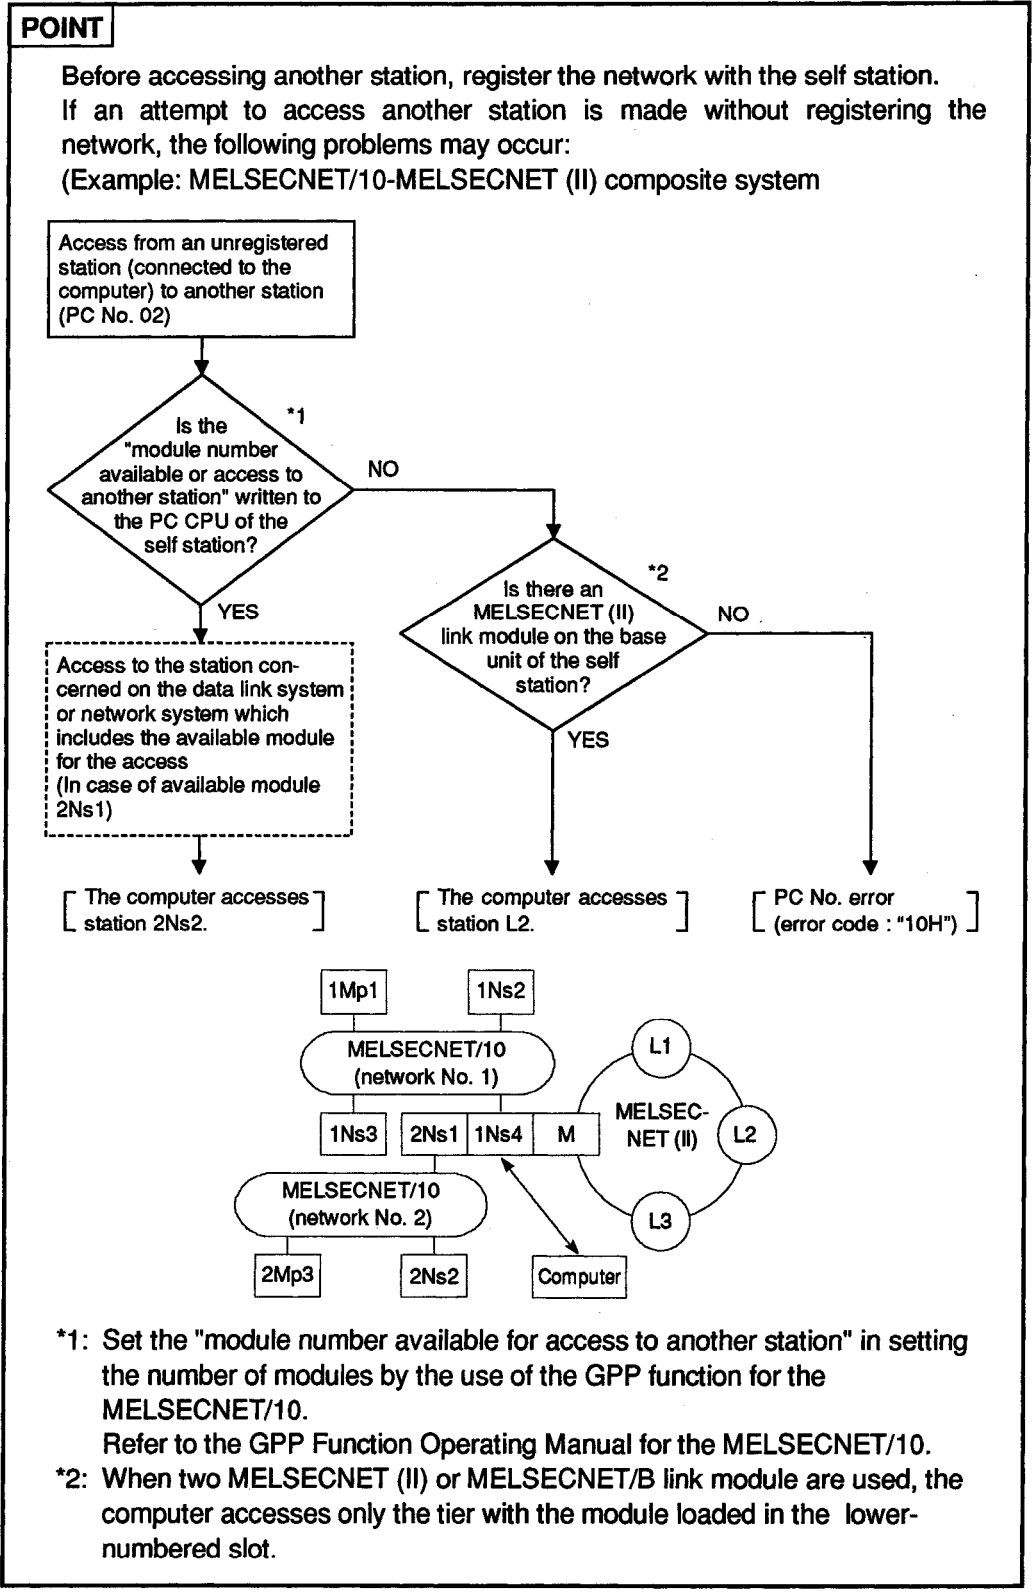 POINT
Before accessing another station, register the network with the self station.
If an attempt to access another station is made without registering the
network, the following problems may occur:
(Example: MELSECNET/10-MELSECNET (II) composite system
Access from an unregistered
station (connected to the
computer) to another station
(PC No. 02)
*1
Is the
"module number
available or access to
another station" written to
the PC CPU of the
self station?
NO
YES
*2
Is there an
MELSECNET (II)
link module on the base
unit of the self
station?
NO
YES
Access to the station con-
cerned on the data link system
or network system which
includes the available module
for the access
(In case of available module
2Ns1)
[ The computer accesses ]
station 2Ns2.
[ The computer accesses ]
station L2.
[ PC No. error
(error code : "10H") ]
1Mp1
1Ns2
MELSECNET/10
(network No. 1)
1Ns3
2Ns1
1Ns4
M
MELSEC-
NET (II)
L1
L2
L3
MELSECNET/10
(network No. 2)
2Mp3
2Ns2
Computer
*1: Set the "module number available for access to another station" in setting
the number of modules by the use of the GPP function for the
MELSECNET/10.
Refer to the GPP Function Operating Manual for the MELSECNET/10.
*2: When two MELSECNET (II) or MELSECNET/B link module are used, the
computer accesses only the tier with the module loaded in the lower-
numbered slot.